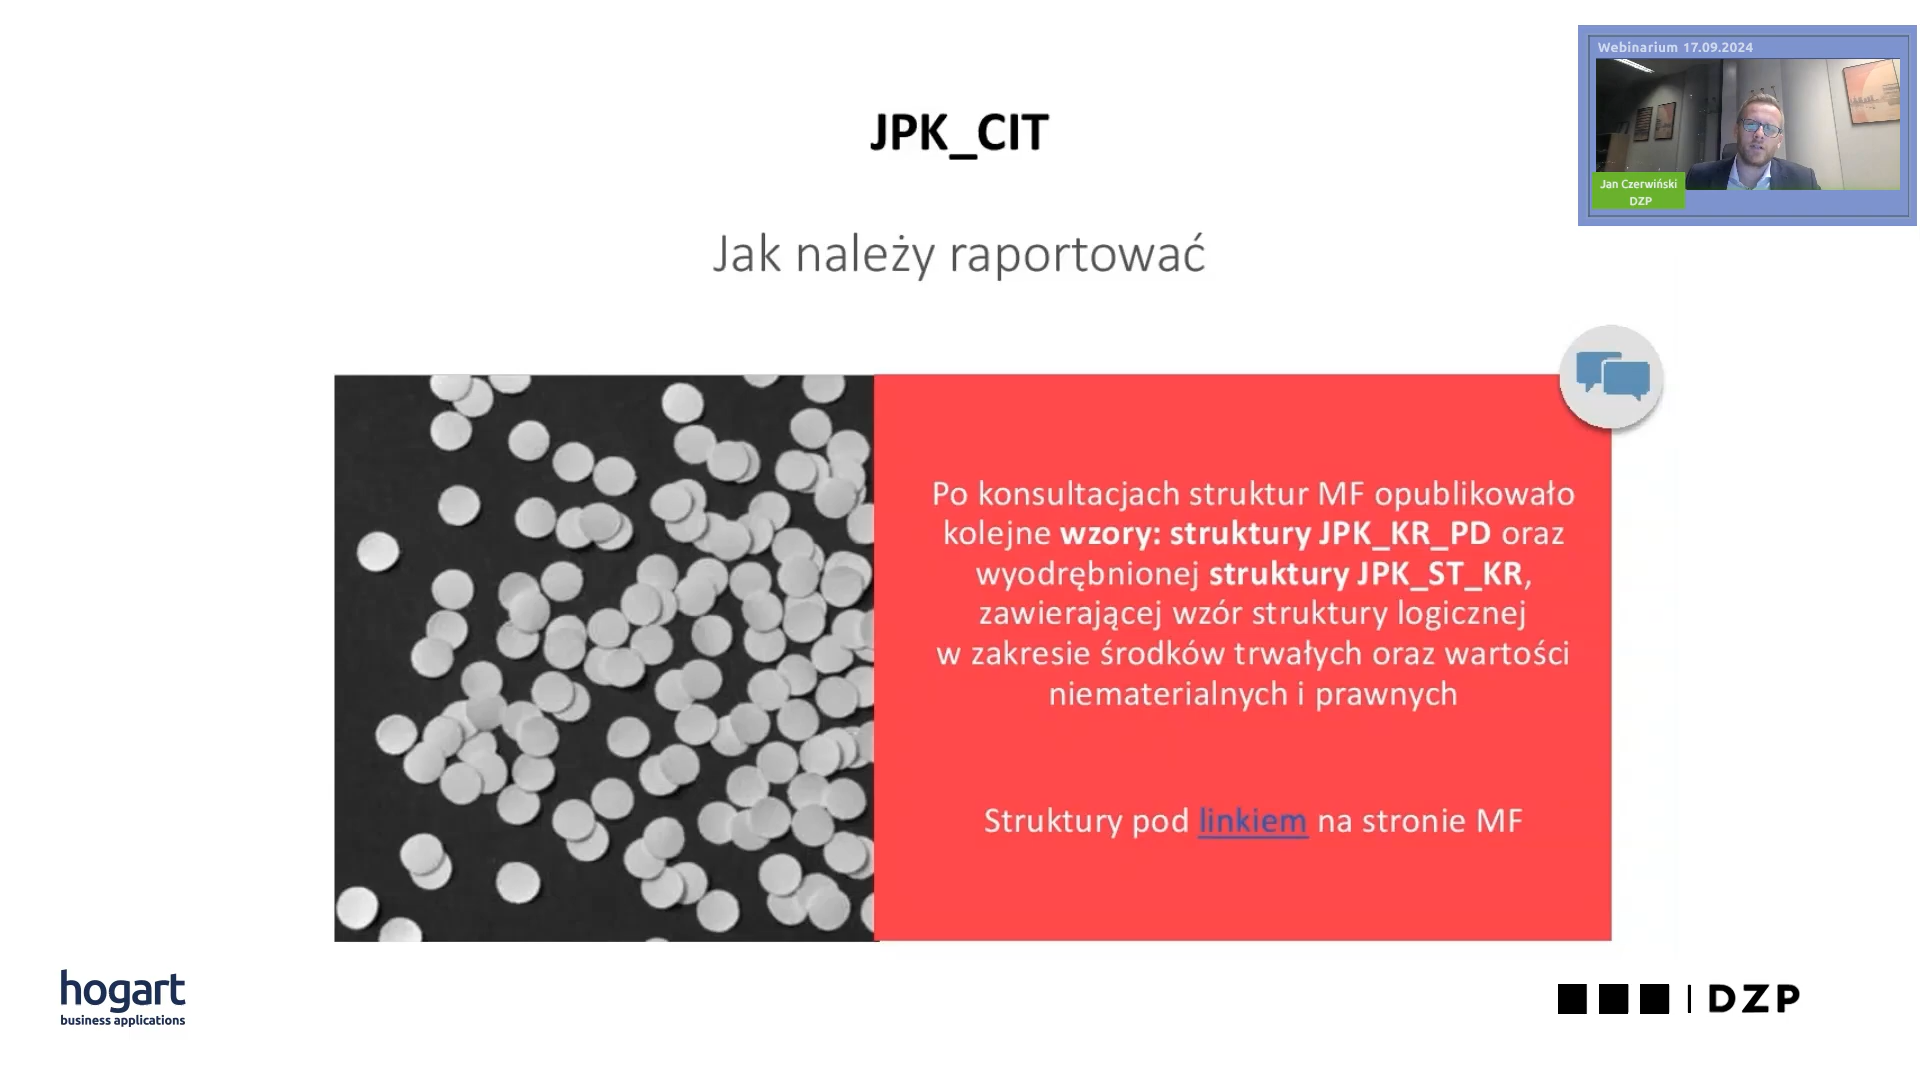 Webinarium 17.09.2024
Jan Czerwiński
DZP
JPK_CIT
Jak należy raportować
Po konsultacjach struktur MF opublikowało
kolejne wzory: struktury JPK_KR_PD oraz
wyodrębnionej struktury JPK_ST_KR,
zawierającej wzór struktury logicznej
w zakresie środków trwałych oraz wartości
niematerialnych i prawnych
Struktury pod linkiem na stronie MF
hogart
business applications
DZP